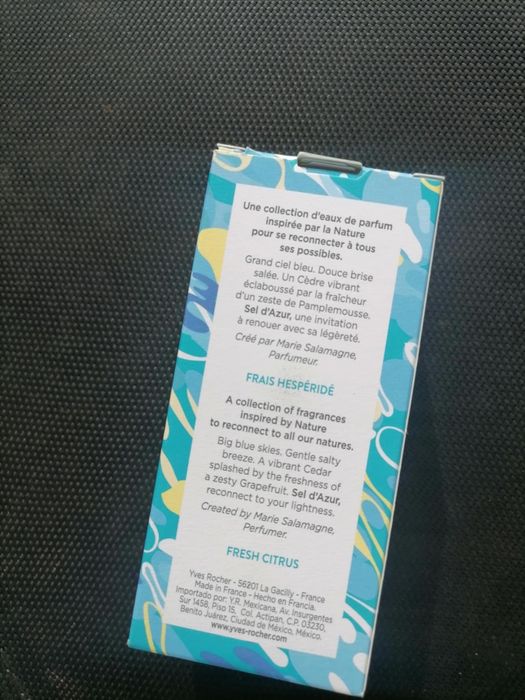 Une collection d'eaux de parfum
inspirée par la Nature
pour se reconnecter à tous
ses possibles.
Grand ciel bleu. Douce brise
salée. Un Cèdre vibrant
éclaboussé par la fraîcheur
d'un zeste de Pamplemousse.
Sel d'Azur, une invitation
à renouer avec sa légèreté.
Créé par Marie Salamagne,
Parfumeur.
FRAIS HESPÉRIDÉ
A collection of fragrances
inspired by Nature
to reconnect to all our natures.
Big blue skies. Gentle salty
breeze. A vibrant Cedar
splashed by the freshness of
a zesty Grapefruit. Sel d'Azur,
reconnect to your lightness.
Created by Marie Salamagne,
Perfumer.
FRESH CITRUS
Yves Rocher - 56201 La Gacilly - France
Made in France - Hecho en Francia.
Importado por: Y.R. Mexicana, Av. Insurgentes
Sur 1458, Piso 15, Col. Actipan, C.P. 03230,
Benito Juárez, Ciudad de México, México.
www.yves-rocher.com